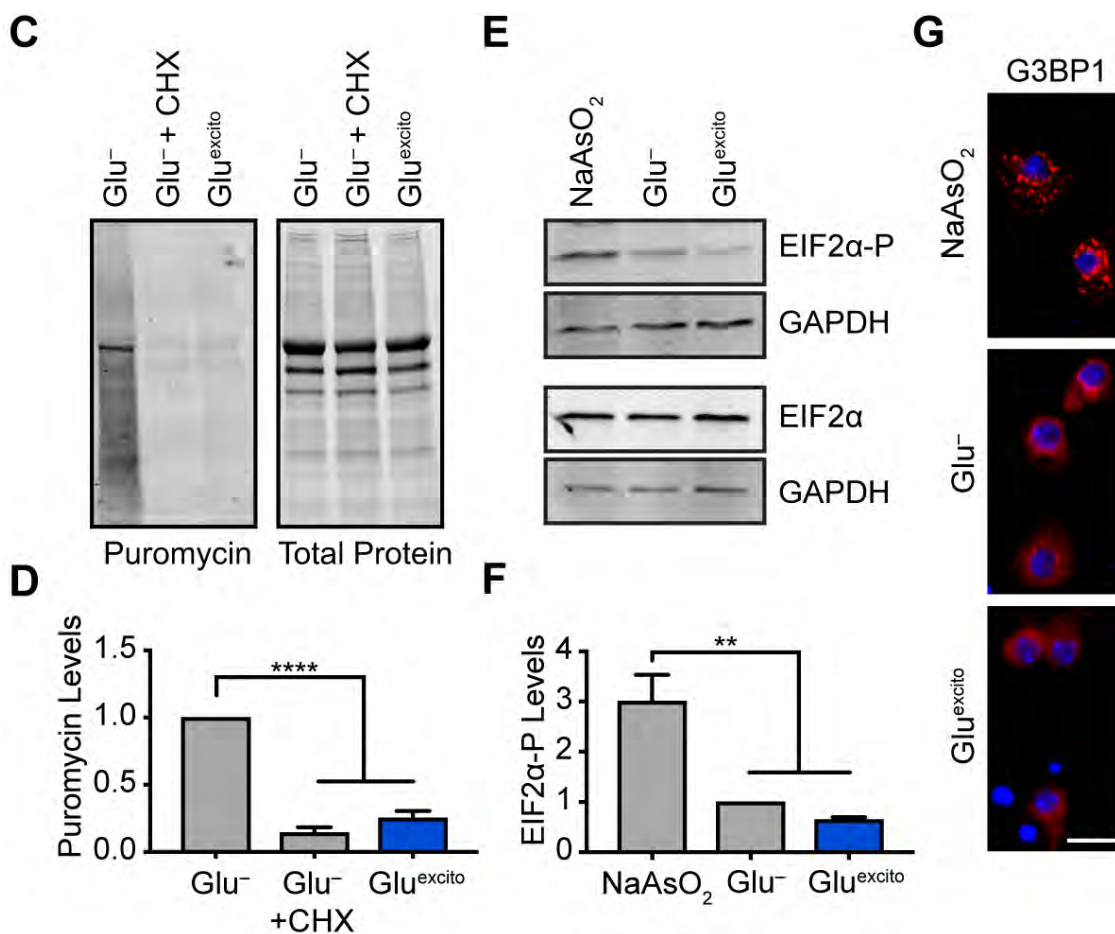 C
Glu⁻
Glu⁻ + CHX
Glu^excito
Glu⁻
Glu⁻ + CHX
Glu^excito
Puromycin
Total Protein
E
NaAsO₂
Glu⁻
Glu^excito
EIF2α-P
GAPDH
EIF2α
GAPDH
G
G3BP1
NaAsO₂
Glu⁻
Glu^excito
D
Puromycin Levels
1.5
1.0
0.5
0.0
****
Glu⁻
Glu⁻
+CHX
Glu^excito
F
EIF2α-P Levels
4
3
2
1
0
**
NaAsO₂
Glu⁻
Glu^excito